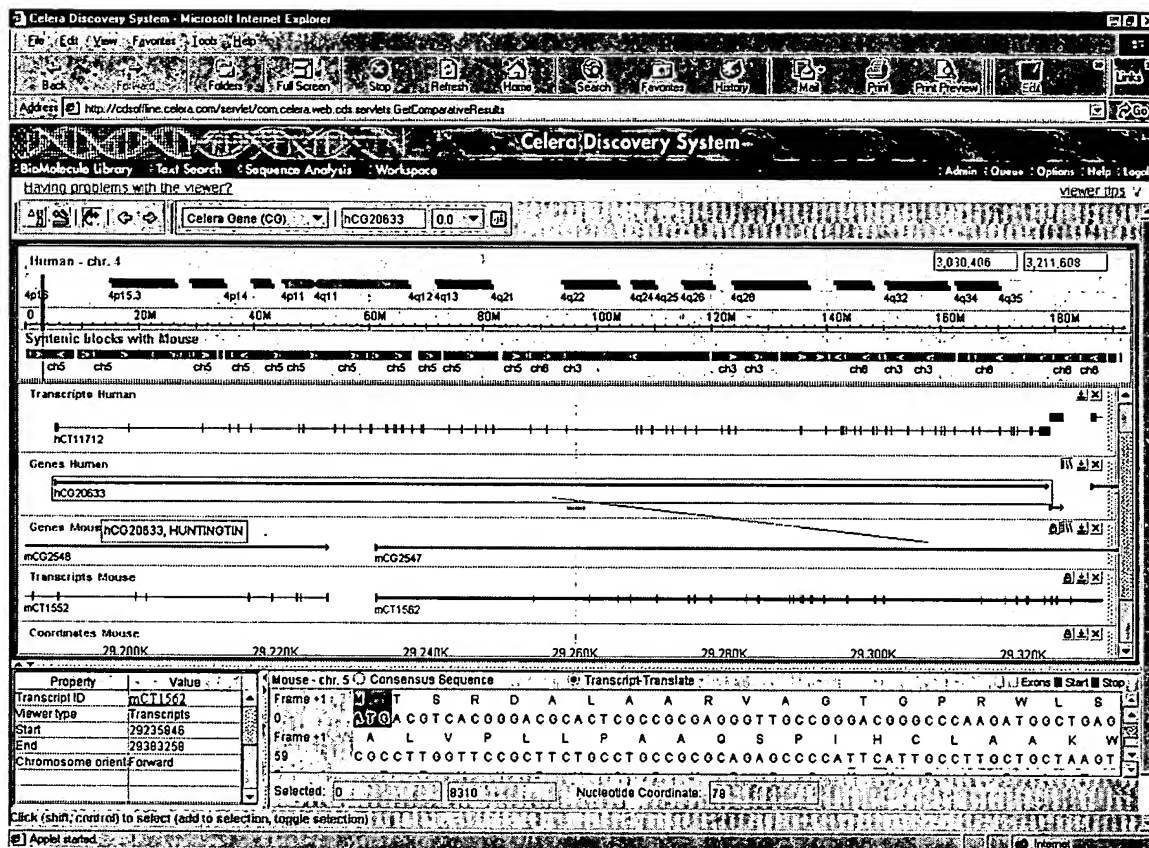 Celera Discovery System - Microsoft Internet Explorer
File Edit View Favorites Tools Help
Back Forward Folders Full Screen Stop Refresh Home Search Favorites History Mail Print Print Preview Edit Links
Address http://cdsoffline.celera.com/servlet/com.celera.web.cds.servlets.GetComparativeResults Go
Celera Discovery System
BioMolecule Library Text Search Sequence Analysis Workspace Admin Queue Options Help Logo
Having problems with the viewer? viewer tips
Celera Gene (CG) hCG20633 0.0
Human - chr. 4 3,030,406 3,211,608
4p16 4p15.3 4p14 4p11 4q11 4q12 4q13 4q21 4q22 4q24 4q25 4q26 4q28 4q32 4q34 4q35
0 20M 40M 60M 80M 100M 120M 140M 160M 180M
Syntenic blocks with Mouse
ch5 ch5 ch5 ch5 ch5 ch5 ch5 ch5 ch5 ch5 ch6 ch3 ch3 ch3 ch8 ch3 ch8 ch8 ch8
Transcripts Human
hCT11712
Genes Human
hCG20633
Genes Mouse hCG20633, HUNTINGTIN
mCG2548 mCG2547
Transcripts Mouse
mCT1552 mCT1562
Coordinates Mouse
29,200K 29,220K 29,240K 29,260K 29,280K 29,300K 29,320K
Property Value
Transcript ID mCT1562
Viewer type Transcripts
Start 29235846
End 29383258
Chromosome orient: Forward
Mouse - chr. 5 Consensus Sequence Transcript-Translate Exons Start Stop
Frame +1 M T S R D A L A A R V A G T G P R W L S
0 ATGACGTCACGGGACGCACTCGCCGCGAGGGTTGCCGGGACGGGCCCAAGATGGCTGAG
Frame +1 A L V P L L P A A Q S P I H C L A A K W
59 CGCCTTGGTTCCGCTTCTGCCTGCCGCGCAGAGCCCCATTCATTGCCTTGCTGCTAAGT
Selected: 0 8310 Nucleotide Coordinate: 78
Click (shift, control) to select (add to selection, toggle selection)
Applet started. Internet